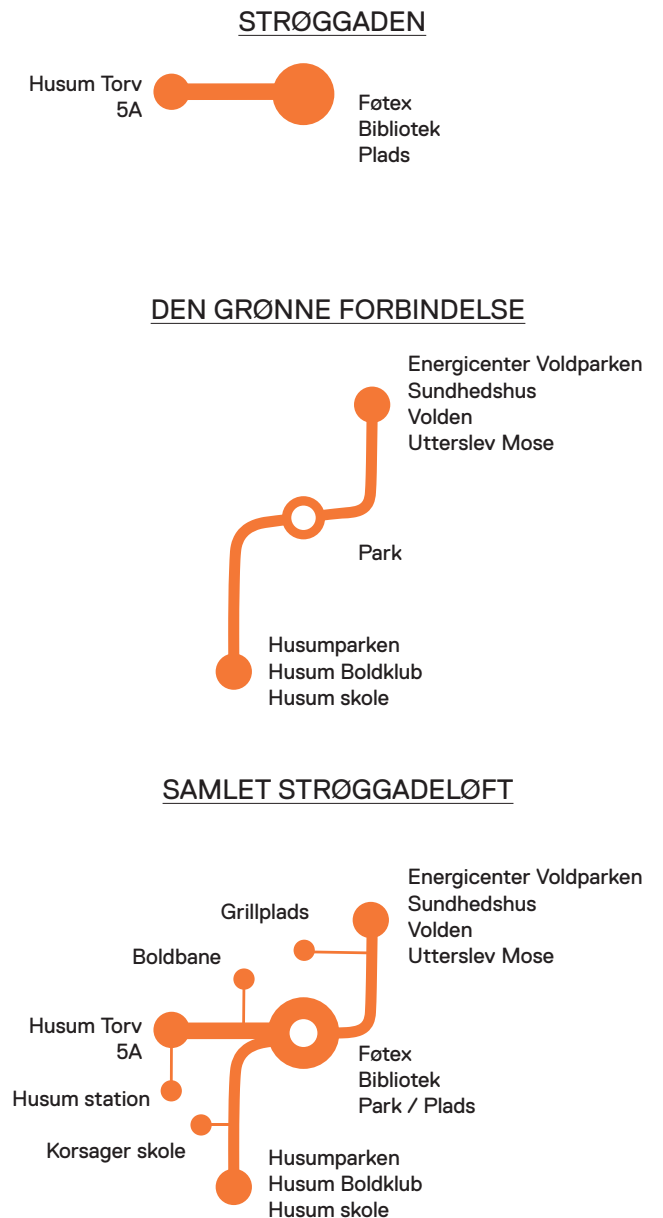 STRØGGADEN
Husum Torv
5A
Føtex
Bibliotek
Plads
DEN GRØNNE FORBINDELSE
Energicenter Voldparken
Sundhedshus
Volden
Utterslev Mose
Park
Husumparken
Husum Boldklub
Husum skole
SAMLET STRØGGADELØFT
Energicenter Voldparken
Sundhedshus
Volden
Utterslev Mose
Grillplads
Boldbane
Husum Torv
5A
Føtex
Bibliotek
Park / Plads
Husum station
Korsager skole
Husumparken
Husum Boldklub
Husum skole